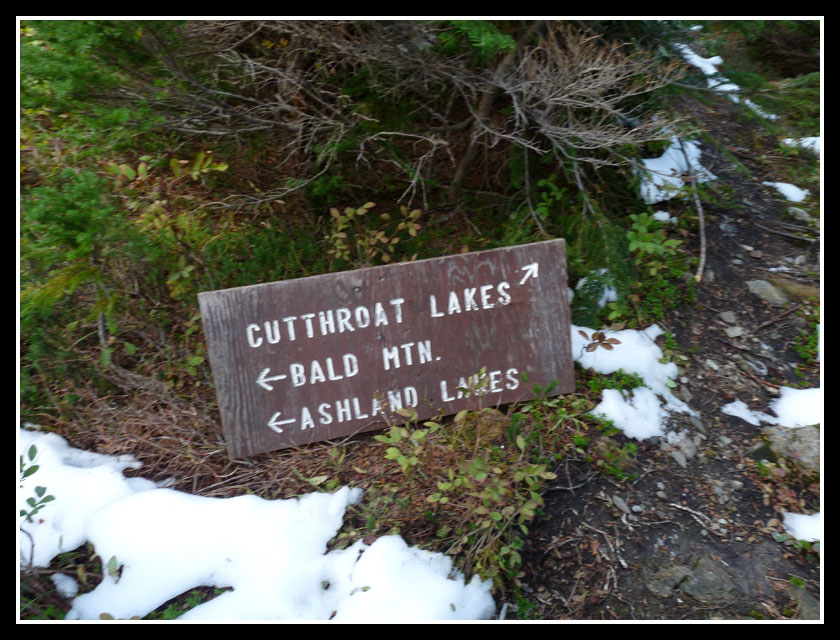 CUTTHROAT LAKES ↗
← BALD MTN.
← ASHLAND LAKES